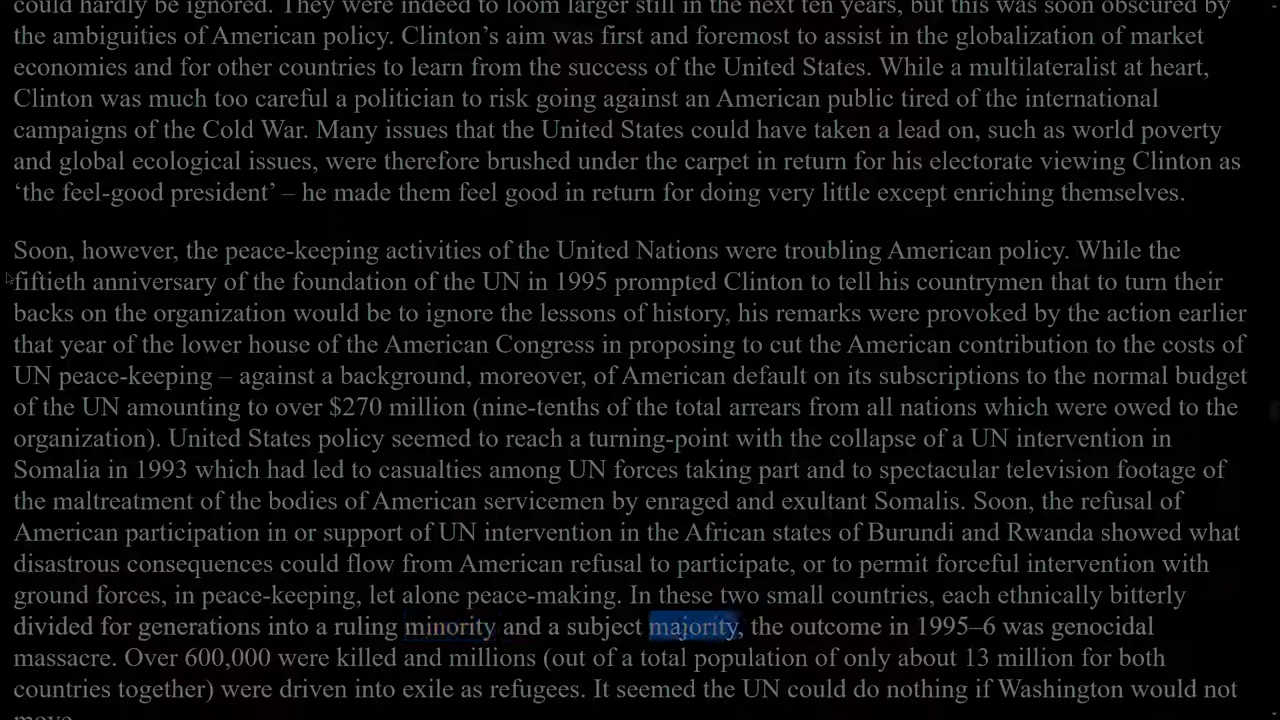 could hardly be ignored. They were indeed to loom larger still in the next ten years, but this was soon obscured by
the ambiguities of American policy. Clinton’s aim was first and foremost to assist in the globalization of market
economies and for other countries to learn from the success of the United States. While a multilateralist at heart,
Clinton was much too careful a politician to risk going against an American public tired of the international
campaigns of the Cold War. Many issues that the United States could have taken a lead on, such as world poverty
and global ecological issues, were therefore brushed under the carpet in return for his electorate viewing Clinton as
‘the feel-good president’ – he made them feel good in return for doing very little except enriching themselves.
Soon, however, the peace-keeping activities of the United Nations were troubling American policy. While the
fiftieth anniversary of the foundation of the UN in 1995 prompted Clinton to tell his countrymen that to turn their
backs on the organization would be to ignore the lessons of history, his remarks were provoked by the action earlier
that year of the lower house of the American Congress in proposing to cut the American contribution to the costs of
UN peace-keeping – against a background, moreover, of American default on its subscriptions to the normal budget
of the UN amounting to over $270 million (nine-tenths of the total arrears from all nations which were owed to the
organization). United States policy seemed to reach a turning-point with the collapse of a UN intervention in
Somalia in 1993 which had led to casualties among UN forces taking part and to spectacular television footage of
the maltreatment of the bodies of American servicemen by enraged and exultant Somalis. Soon, the refusal of
American participation in or support of UN intervention in the African states of Burundi and Rwanda showed what
disastrous consequences could flow from American refusal to participate, or to permit forceful intervention with
ground forces, in peace-keeping, let alone peace-making. In these two small countries, each ethnically bitterly
divided for generations into a ruling minority and a subject majority, the outcome in 1995–6 was genocidal
massacre. Over 600,000 were killed and millions (out of a total population of only about 13 million for both
countries together) were driven into exile as refugees. It seemed the UN could do nothing if Washington would not
move.